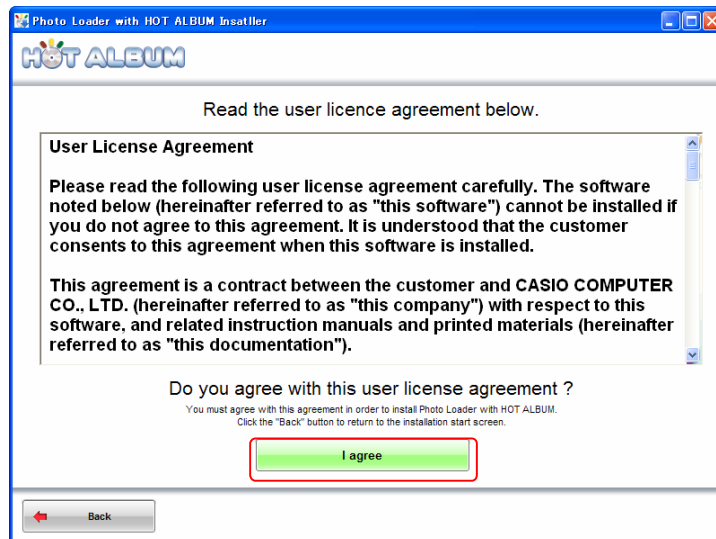 Photo Loader with HOT ALBUM Insatller
HOT ALBUM
Read the user licence agreement below.
User License Agreement
Please read the following user license agreement carefully. The software
noted below (hereinafter referred to as "this software") cannot be installed if
you do not agree to this agreement. It is understood that the customer
consents to this agreement when this software is installed.
This agreement is a contract between the customer and CASIO COMPUTER
CO., LTD. (hereinafter referred to as "this company") with respect to this
software, and related instruction manuals and printed materials (hereinafter
referred to as "this documentation").
Do you agree with this user license agreement ?
You must agree with this agreement in order to install Photo Loader with HOT ALBUM.
Click the "Back" button to return to the installation start screen.
I agree
Back